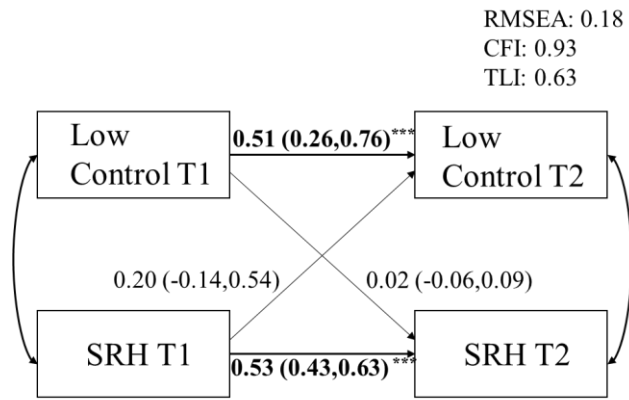 RMSEA: 0.18
CFI: 0.93
TLI: 0.63
Low
Control T1
0.51 (0.26,0.76)***
Low
Control T2
0.20 (-0.14,0.54)
0.02 (-0.06,0.09)
SRH T1
0.53 (0.43,0.63)***
SRH T2